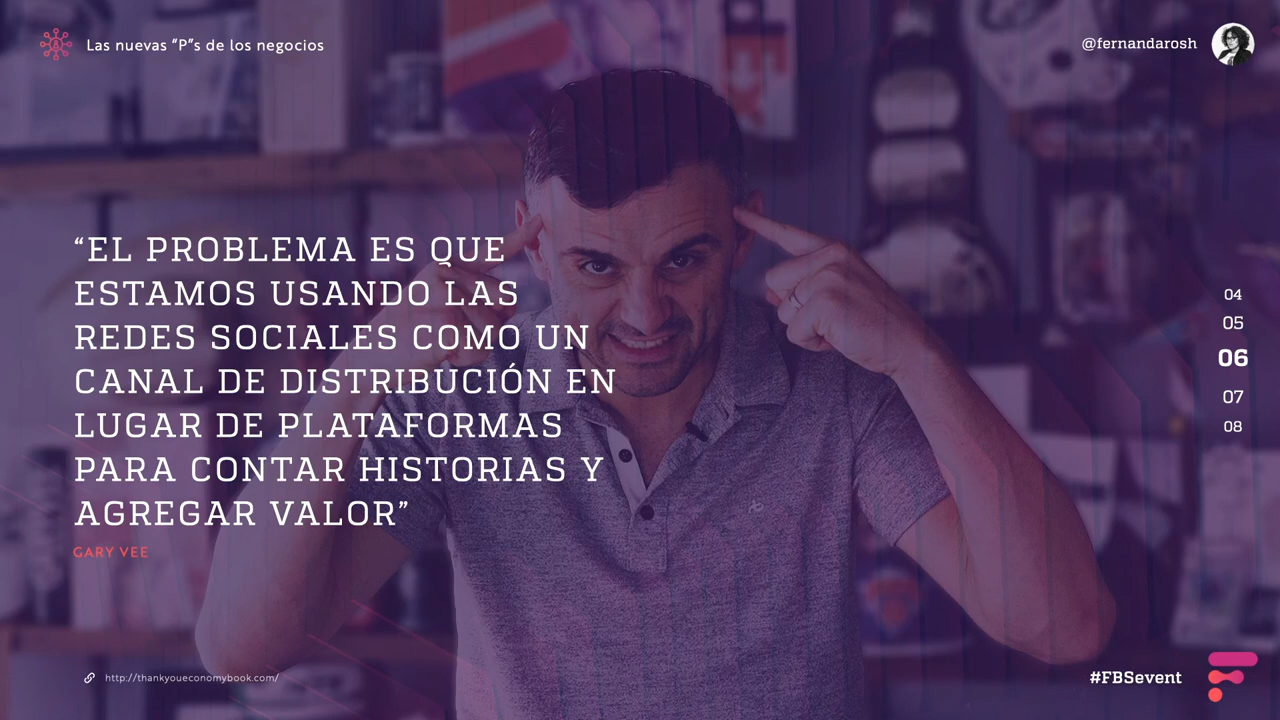 Las nuevas “P”s de los negocios
@fernandarosh
“EL PROBLEMA ES QUE
ESTAMOS USANDO LAS
REDES SOCIALES COMO UN
CANAL DE DISTRIBUCIÓN EN
LUGAR DE PLATAFORMAS
PARA CONTAR HISTORIAS Y
AGREGAR VALOR”
GARY VEE
04
05
06
07
08
http://thankyoueconomybook.com/
#FBSevent